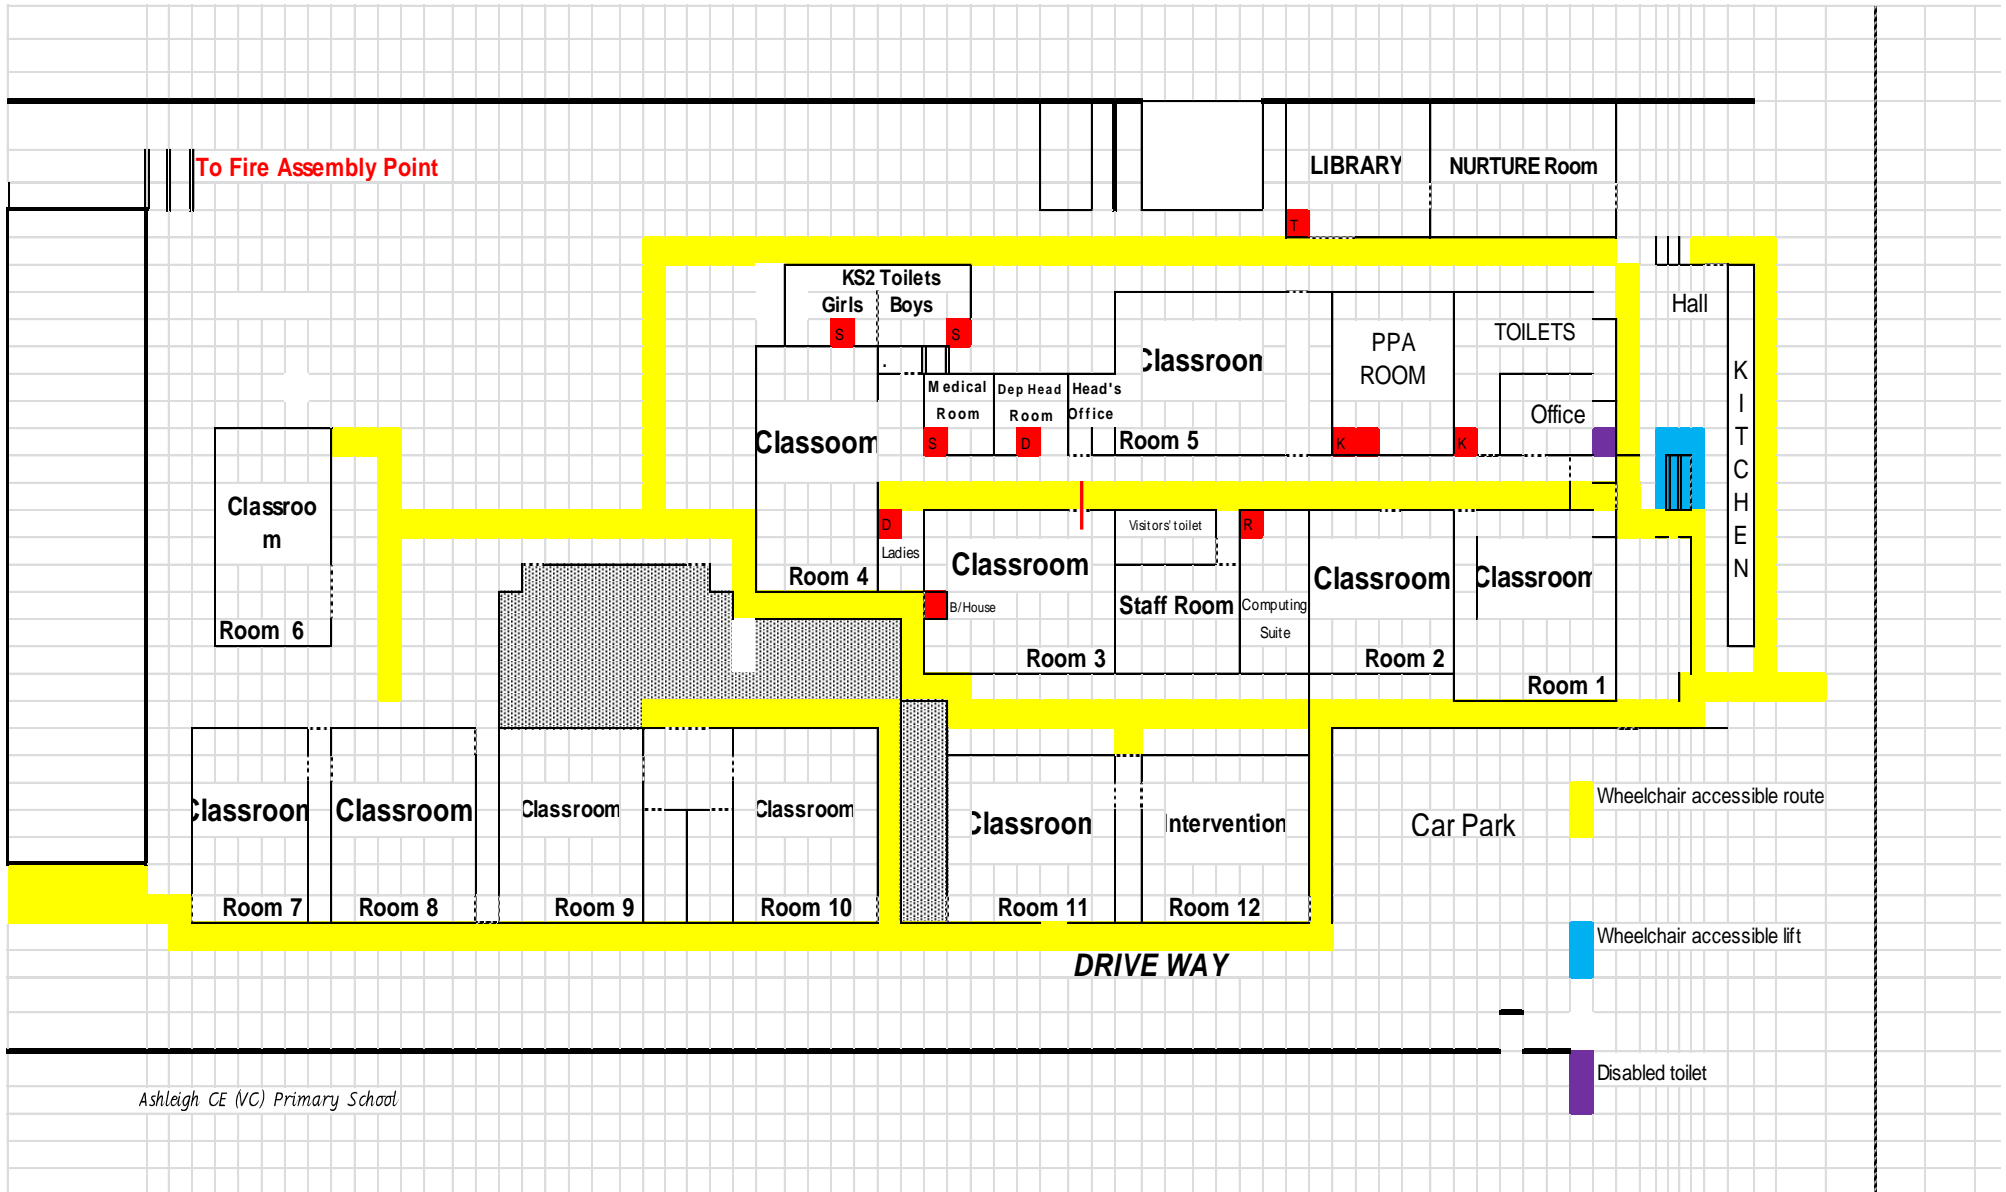 To Fire Assembly Point
LIBRARY
NURTURE Room
T
KS2 Toilets
Girls
Boys
S
S
Hall
TOILETS
PPA
ROOM
Classroom
Medical
Room
Dep Head
Room
Head's
Office
Office
S
D
Room 5
K
K
KITCHEN
Classoom
Classroo
m
D
Ladies
Visitors' toilet
R
Classroom
Classroom
Classroom
Room 4
B/House
Staff Room
Computing
Suite
Room 6
Room 3
Room 2
Room 1
Classroom
Classroom
Classroom
Classroom
Classroom
Intervention
Car Park
Wheelchair accessible route
Room 7
Room 8
Room 9
Room 10
Room 11
Room 12
Wheelchair accessible lift
DRIVE WAY
Disabled toilet
Ashleigh CE (VC) Primary School